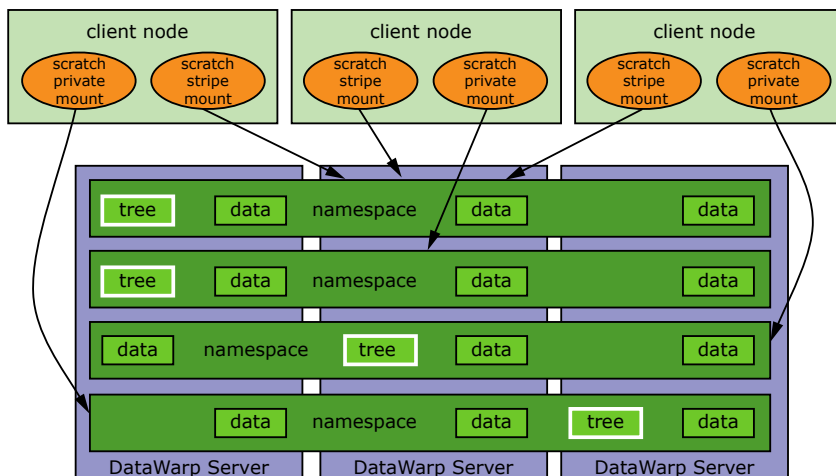 client node
client node
client node
scratch private mount
scratch stripe mount
scratch stripe mount
scratch private mount
scratch stripe mount
scratch private mount
tree data namespace data data
tree data namespace data data
data namespace tree data data
data namespace data tree data
DataWarp Server DataWarp Server DataWarp Server